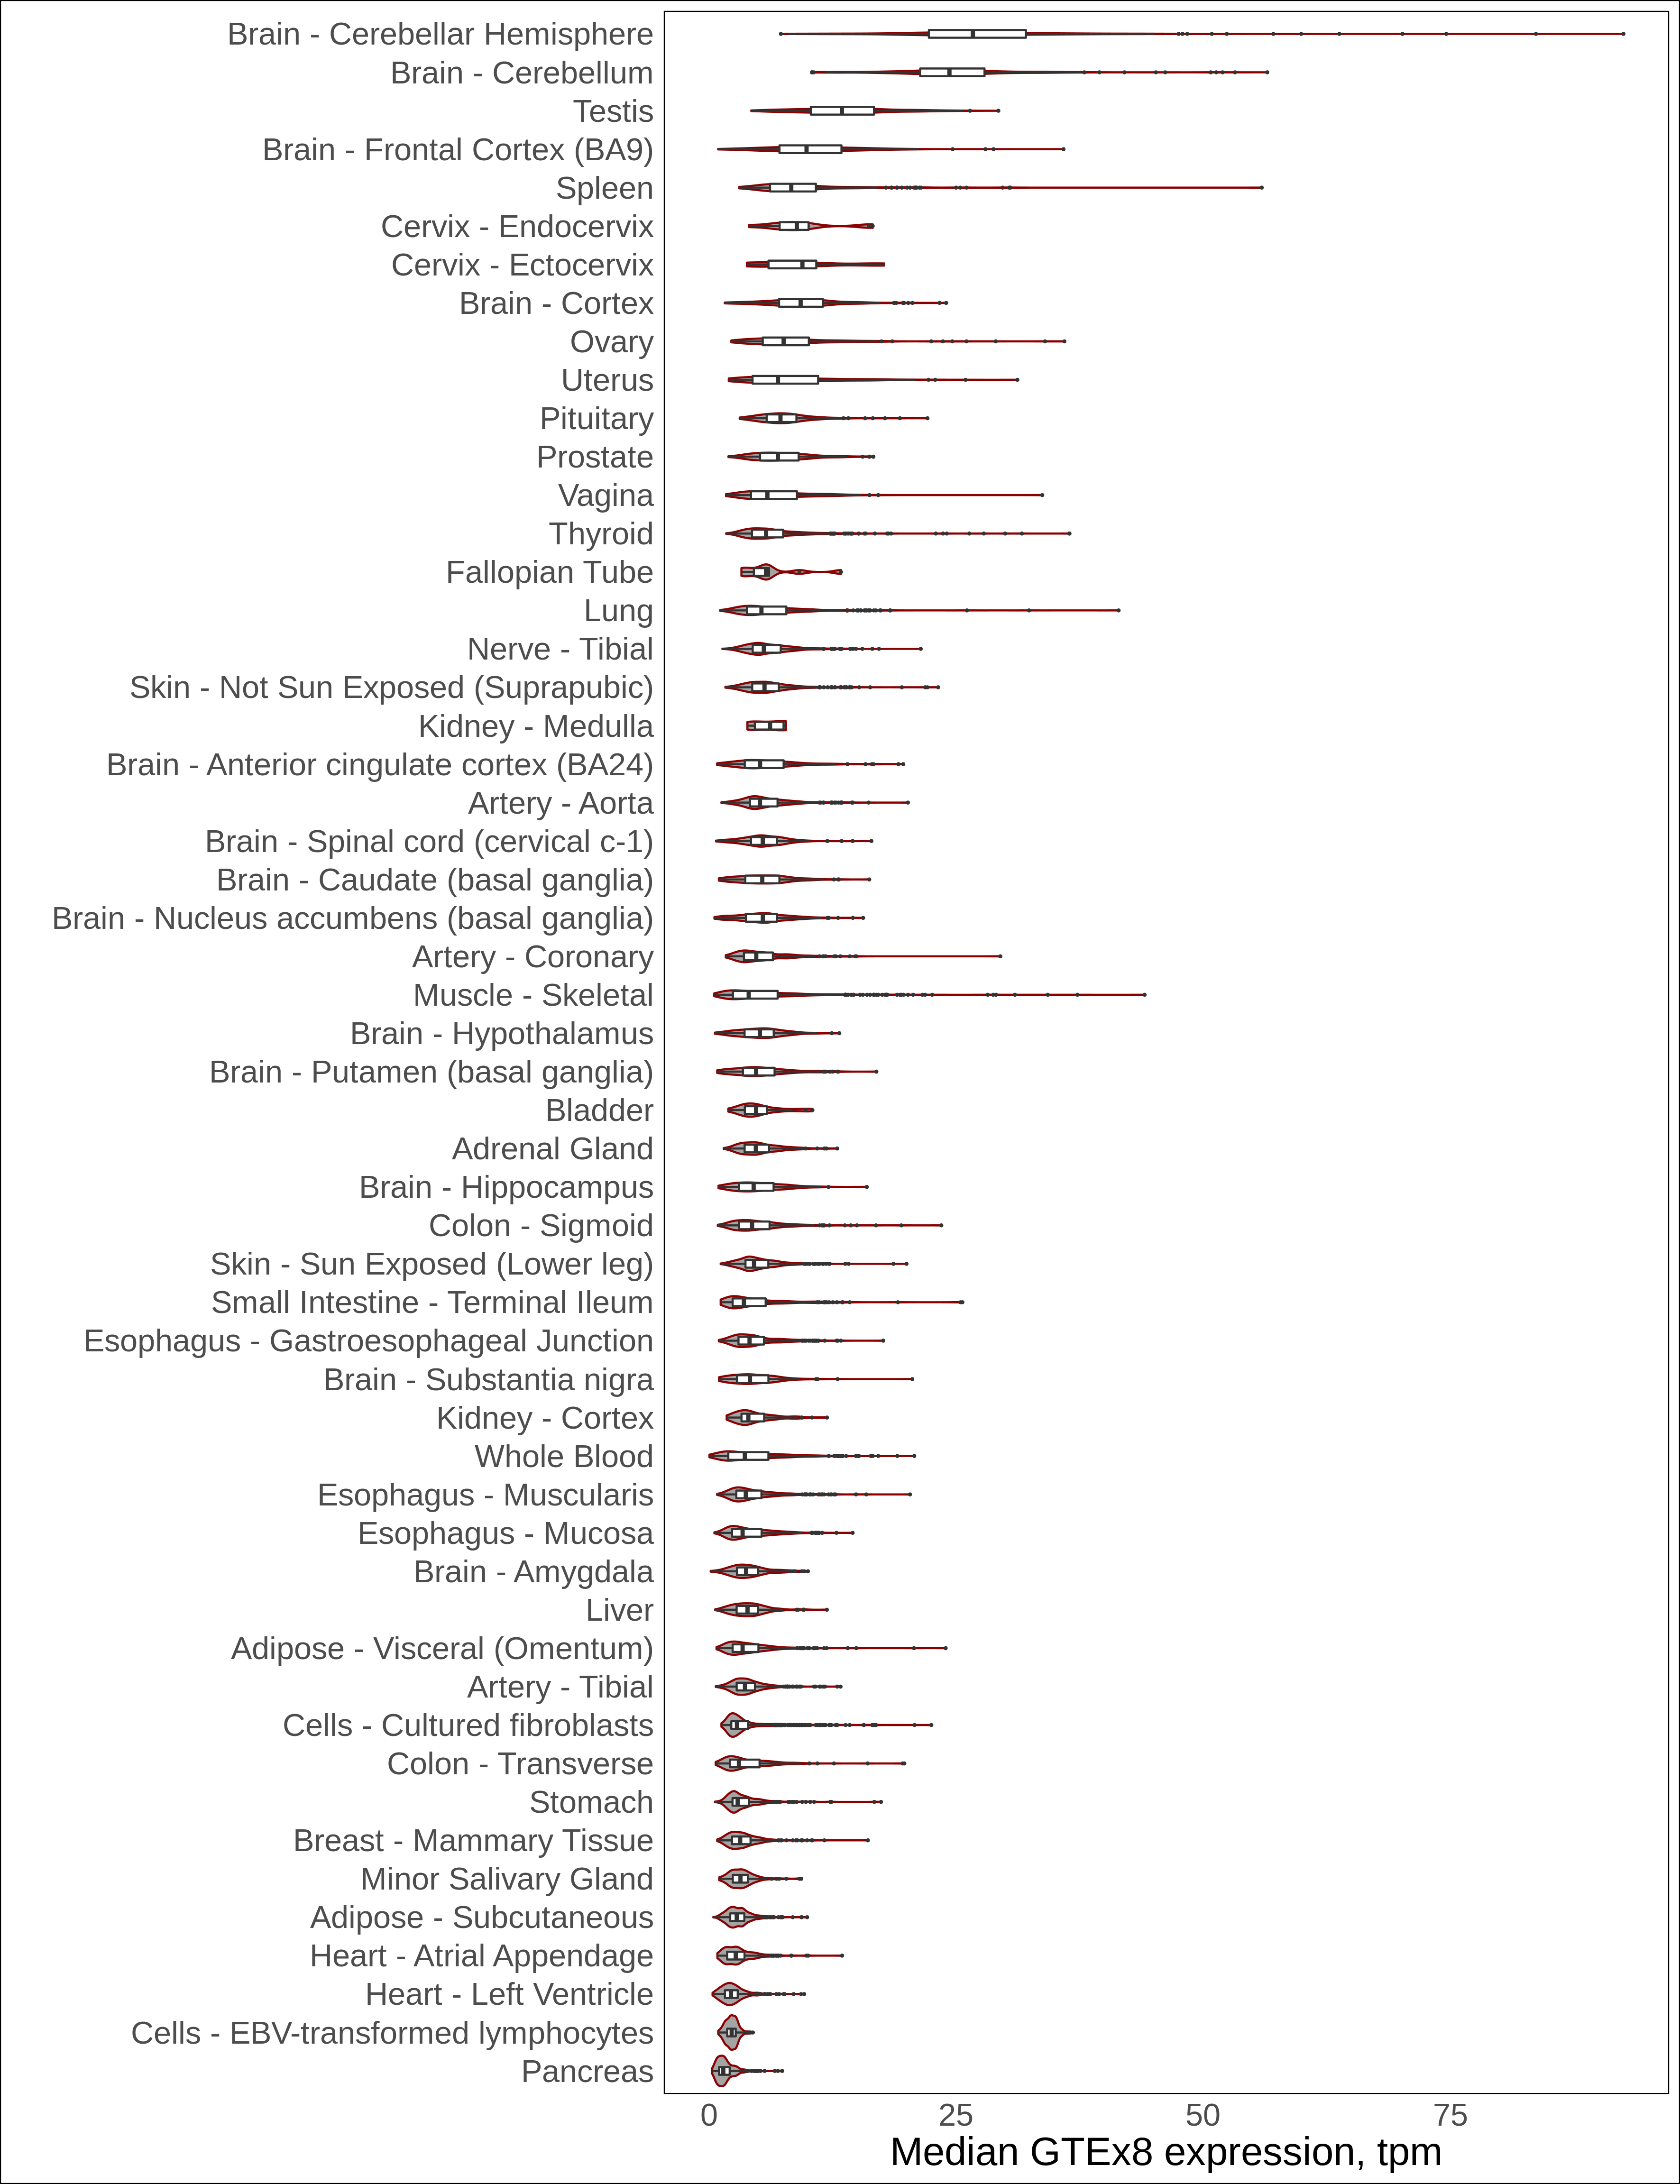 Brain - Cerebellar Hemisphere
Brain - Cerebellum
Testis
Brain - Frontal Cortex (BA9)
Spleen
Cervix - Endocervix
Cervix - Ectocervix
Brain - Cortex
Ovary
Uterus
Pituitary
Prostate
Vagina
Thyroid
Fallopian Tube
Lung
Nerve - Tibial
Skin - Not Sun Exposed (Suprapubic)
Kidney - Medulla
Brain - Anterior cingulate cortex (BA24)
Artery - Aorta
Brain - Spinal cord (cervical c-1)
Brain - Caudate (basal ganglia)
Brain - Nucleus accumbens (basal ganglia)
Artery - Coronary
Muscle - Skeletal
Brain - Hypothalamus
Brain - Putamen (basal ganglia)
Bladder
Adrenal Gland
Brain - Hippocampus
Colon - Sigmoid
Skin - Sun Exposed (Lower leg)
Small Intestine - Terminal Ileum
Esophagus - Gastroesophageal Junction
Brain - Substantia nigra
Kidney - Cortex
Whole Blood
Esophagus - Muscularis
Esophagus - Mucosa
Brain - Amygdala
Liver
Adipose - Visceral (Omentum)
Artery - Tibial
Cells - Cultured fibroblasts
Colon - Transverse
Stomach
Breast - Mammary Tissue
Minor Salivary Gland
Adipose - Subcutaneous
Heart - Atrial Appendage
Heart - Left Ventricle
Cells - EBV-transformed lymphocytes
Pancreas
0 25 50 75
Median GTEx8 expression, tpm